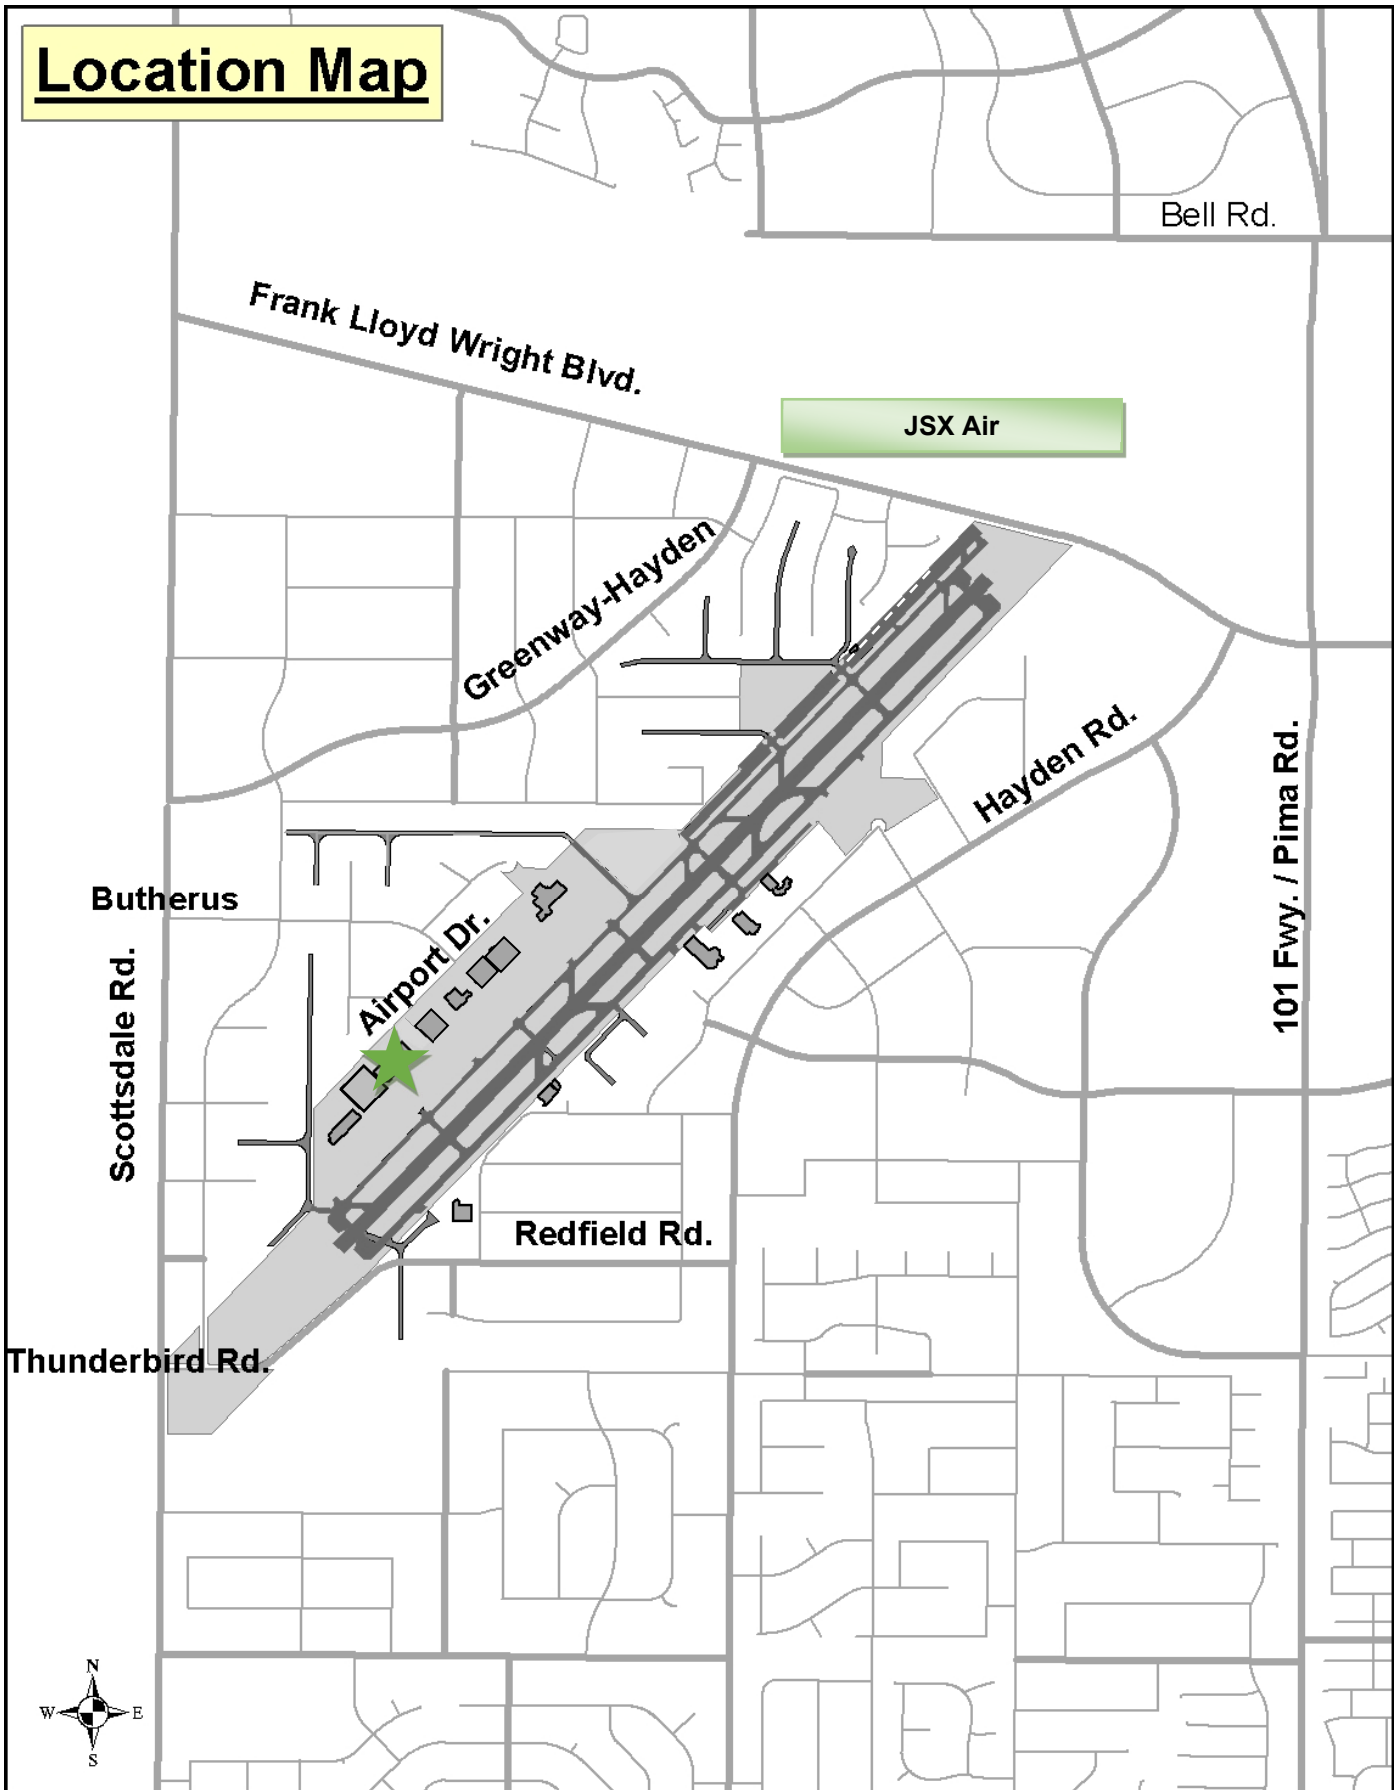 Location Map
Bell Rd.
Frank Lloyd Wright Blvd.
JSX Air
Greenway-Hayden
Hayden Rd.
101 Fwy. / Pima Rd.
Butherus
Airport Dr.
Scottsdale Rd.
Redfield Rd.
Thunderbird Rd.
N
W E
S